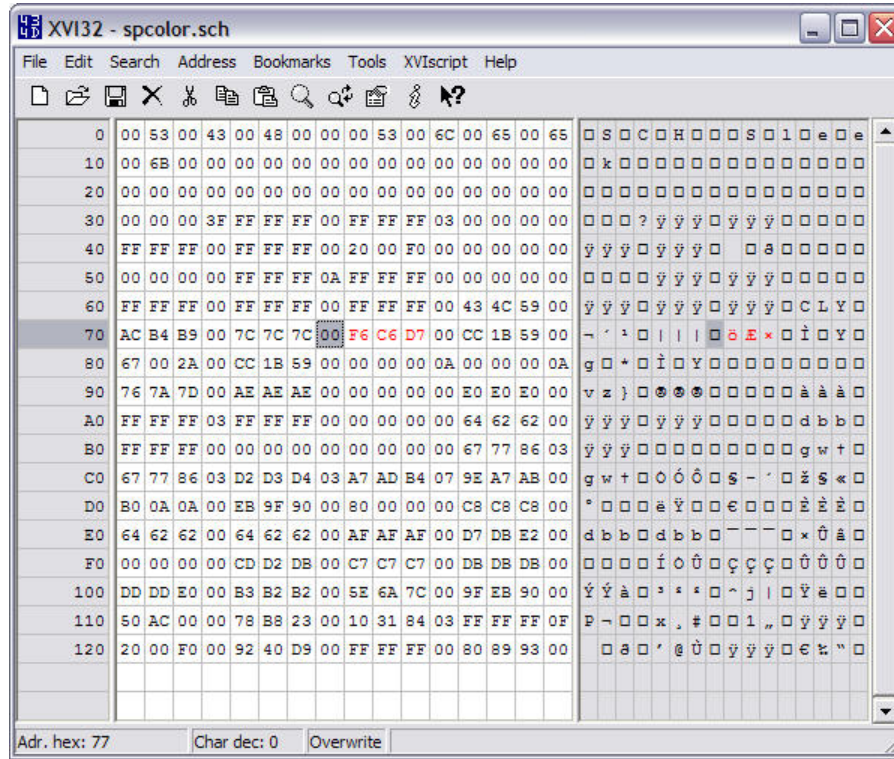 XVI32 - spcolor.sch
File Edit Search Address Bookmarks Tools XVIscript Help
0 00 53 00 43 00 48 00 00 00 53 00 6C 00 65 00 65 □ S □ C □ H □ □ □ S □ l □ e □ e
10 00 6B 00 00 00 00 00 00 00 00 00 00 00 00 00 00 □ k □ □ □ □ □ □ □ □ □ □ □ □ □ □
20 00 00 00 00 00 00 00 00 00 00 00 00 00 00 00 00 □ □ □ □ □ □ □ □ □ □ □ □ □ □ □ □
30 00 00 00 3F FF FF FF 00 FF FF FF 03 00 00 00 00 □ □ □ ? ÿ ÿ ÿ □ ÿ ÿ ÿ □ □ □ □ □
40 FF FF FF 00 FF FF FF 00 20 00 F0 00 00 00 00 00 ÿ ÿ ÿ □ ÿ ÿ ÿ □ □ ð □ □ □ □ □
50 00 00 00 00 FF FF FF 0A FF FF FF 00 00 00 00 00 □ □ □ □ ÿ ÿ ÿ □ ÿ ÿ ÿ □ □ □ □ □
60 FF FF FF 00 FF FF FF 00 FF FF FF 00 43 4C 59 00 ÿ ÿ ÿ □ ÿ ÿ ÿ □ ÿ ÿ ÿ □ C L Y □
70 AC B4 B9 00 7C 7C 7C 00 F6 C6 D7 00 CC 1B 59 00 ¬ ´ ¹ □ | | | □ ö Æ × □ Ì □ Y □
80 67 00 2A 00 CC 1B 59 00 00 00 00 0A 00 00 00 0A g □ * □ Ì □ Y □ □ □ □ □ □ □ □ □
90 76 7A 7D 00 AE AE AE 00 00 00 00 00 E0 E0 E0 00 v z } □ ® ® ® □ □ □ □ □ à à à □
A0 FF FF FF 03 FF FF FF 00 00 00 00 00 64 62 62 00 ÿ ÿ ÿ □ ÿ ÿ ÿ □ □ □ □ □ d b b □
B0 FF FF FF 00 00 00 00 00 00 00 00 00 67 77 86 03 ÿ ÿ ÿ □ □ □ □ □ □ □ □ □ g w † □
C0 67 77 86 03 D2 D3 D4 03 A7 AD B4 07 9E A7 AB 00 g w † □ Ò Ó Ô □ § - ´ □ ž § « □
D0 B0 0A 0A 00 EB 9F 90 00 80 00 00 00 C8 C8 C8 00 ° □ □ □ ë Ÿ □ □ € □ □ □ È È È □
E0 64 62 62 00 64 62 62 00 AF AF AF 00 D7 DB E2 00 d b b □ d b b □ ¯ ¯ ¯ □ × Û â □
F0 00 00 00 00 CD D2 DB 00 C7 C7 C7 00 DB DB DB 00 □ □ □ □ Í Ò Û □ Ç Ç Ç □ Û Û Û □
100 DD DD E0 00 B3 B2 B2 00 5E 6A 7C 00 9F EB 90 00 Ý Ý à □ ³ ² ² □ ^ j | □ Ÿ ë □ □
110 50 AC 00 00 78 B8 23 00 10 31 84 03 FF FF FF 0F P ¬ □ □ x ¸ # □ □ 1 „ □ ÿ ÿ ÿ □
120 20 00 F0 00 92 40 D9 00 FF FF FF 00 80 89 93 00 □ ð □ ’ @ Ù □ ÿ ÿ ÿ □ € ‰ “ □
Adr. hex: 77 Char dec: 0 Overwrite